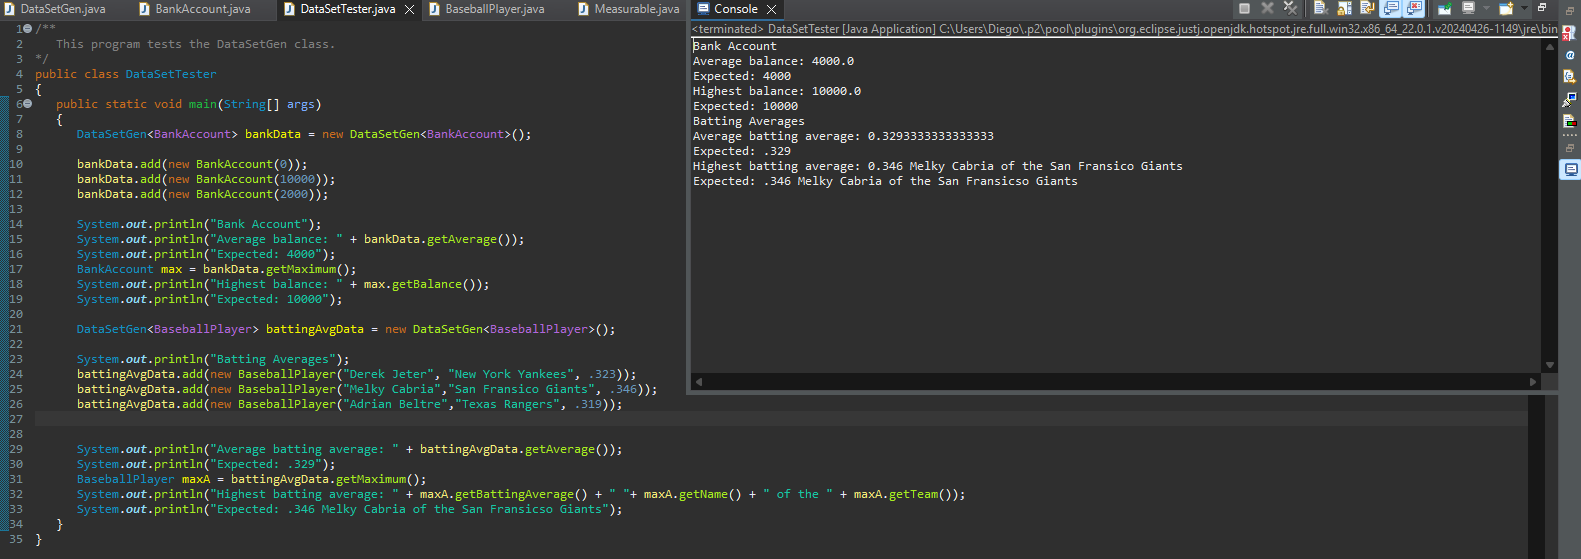 DataSetGen.java
BankAccount.java
DataSetTester.java
BaseballPlayer.java
Measurable.java
1 /**
2 This program tests the DataSetGen class.
3 */
4 public class DataSetTester
5 {
6 public static void main(String[] args)
7 {
8 DataSetGen<BankAccount> bankData = new DataSetGen<BankAccount>();
9
10 bankData.add(new BankAccount(0));
11 bankData.add(new BankAccount(10000));
12 bankData.add(new BankAccount(2000));
13
14 System.out.println("Bank Account");
15 System.out.println("Average balance: " + bankData.getAverage());
16 System.out.println("Expected: 4000");
17 BankAccount max = bankData.getMaximum();
18 System.out.println("Highest balance: " + max.getBalance());
19 System.out.println("Expected: 10000");
20
21 DataSetGen<BaseballPlayer> battingAvgData = new DataSetGen<BaseballPlayer>();
22
23 System.out.println("Batting Averages");
24 battingAvgData.add(new BaseballPlayer("Derek Jeter", "New York Yankees", .323));
25 battingAvgData.add(new BaseballPlayer("Melky Cabria","San Fransico Giants", .346));
26 battingAvgData.add(new BaseballPlayer("Adrian Beltre","Texas Rangers", .319));
27
28
29 System.out.println("Average batting average: " + battingAvgData.getAverage());
30 System.out.println("Expected: .329");
31 BaseballPlayer maxA = battingAvgData.getMaximum();
32 System.out.println("Highest batting average: " + maxA.getBattingAverage() + " "+ maxA.getName() + " of the " + maxA.getTeam());
33 System.out.println("Expected: .346 Melky Cabria of the San Fransicso Giants");
34 }
35 }
Console
<terminated> DataSetTester [Java Application] C:\Users\Diego\.p2\pool\plugins\org.eclipse.justj.openjdk.hotspot.jre.full.win32.x86_64_22.0.1.v20240426-1149\jre\bin
Bank Account
Average balance: 4000.0
Expected: 4000
Highest balance: 10000.0
Expected: 10000
Batting Averages
Average batting average: 0.3293333333333333
Expected: .329
Highest batting average: 0.346 Melky Cabria of the San Fransico Giants
Expected: .346 Melky Cabria of the San Fransicso Giants